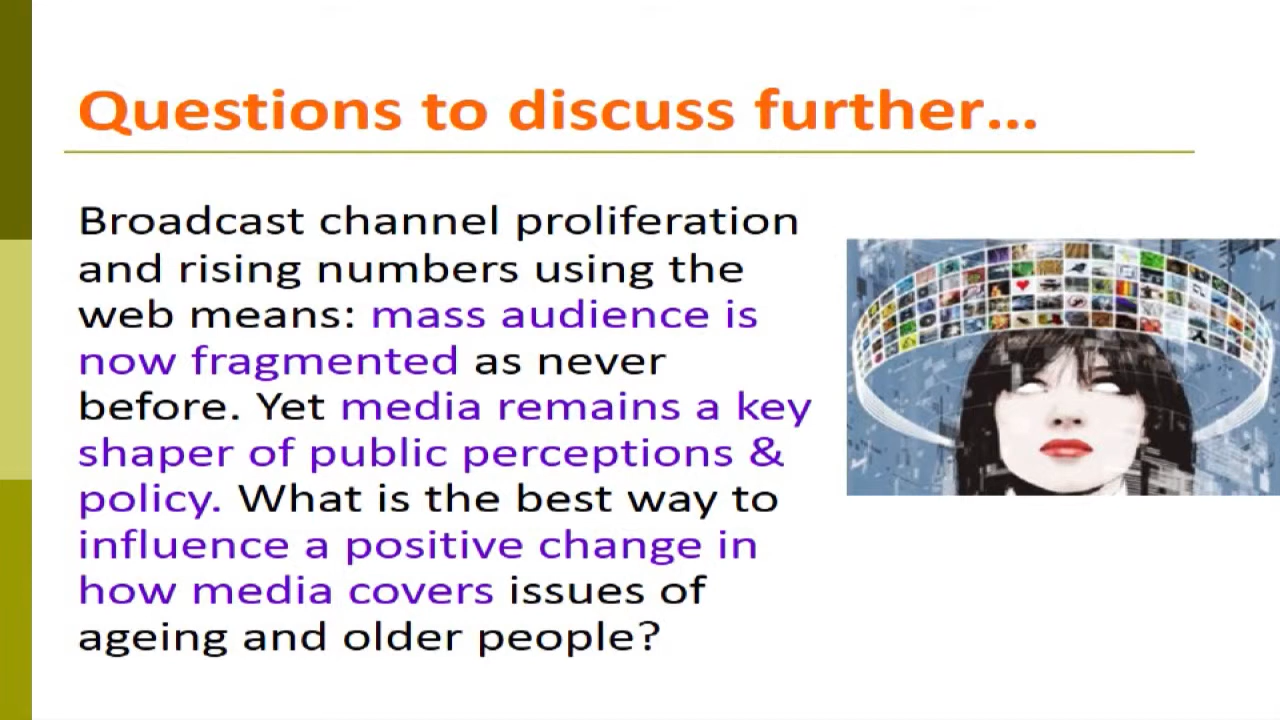 Questions to discuss further...
Broadcast channel proliferation
and rising numbers using the
web means: mass audience is
now fragmented as never
before. Yet media remains a key
shaper of public perceptions &
policy. What is the best way to
influence a positive change in
how media covers issues of
ageing and older people?